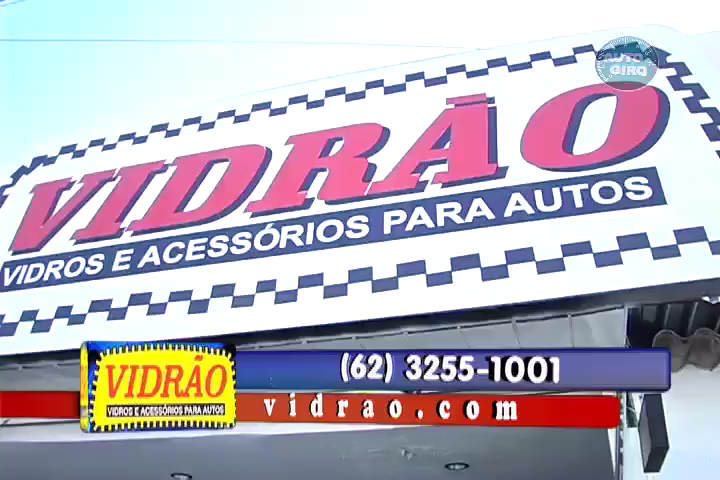 AUTO
GIRO
VIDRÃO
VIDROS E ACESSÓRIOS PARA AUTOS
(62) 3255-1001
VIDRÃO
VIDROS E ACESSÓRIOS PARA AUTOS
vidrao.com